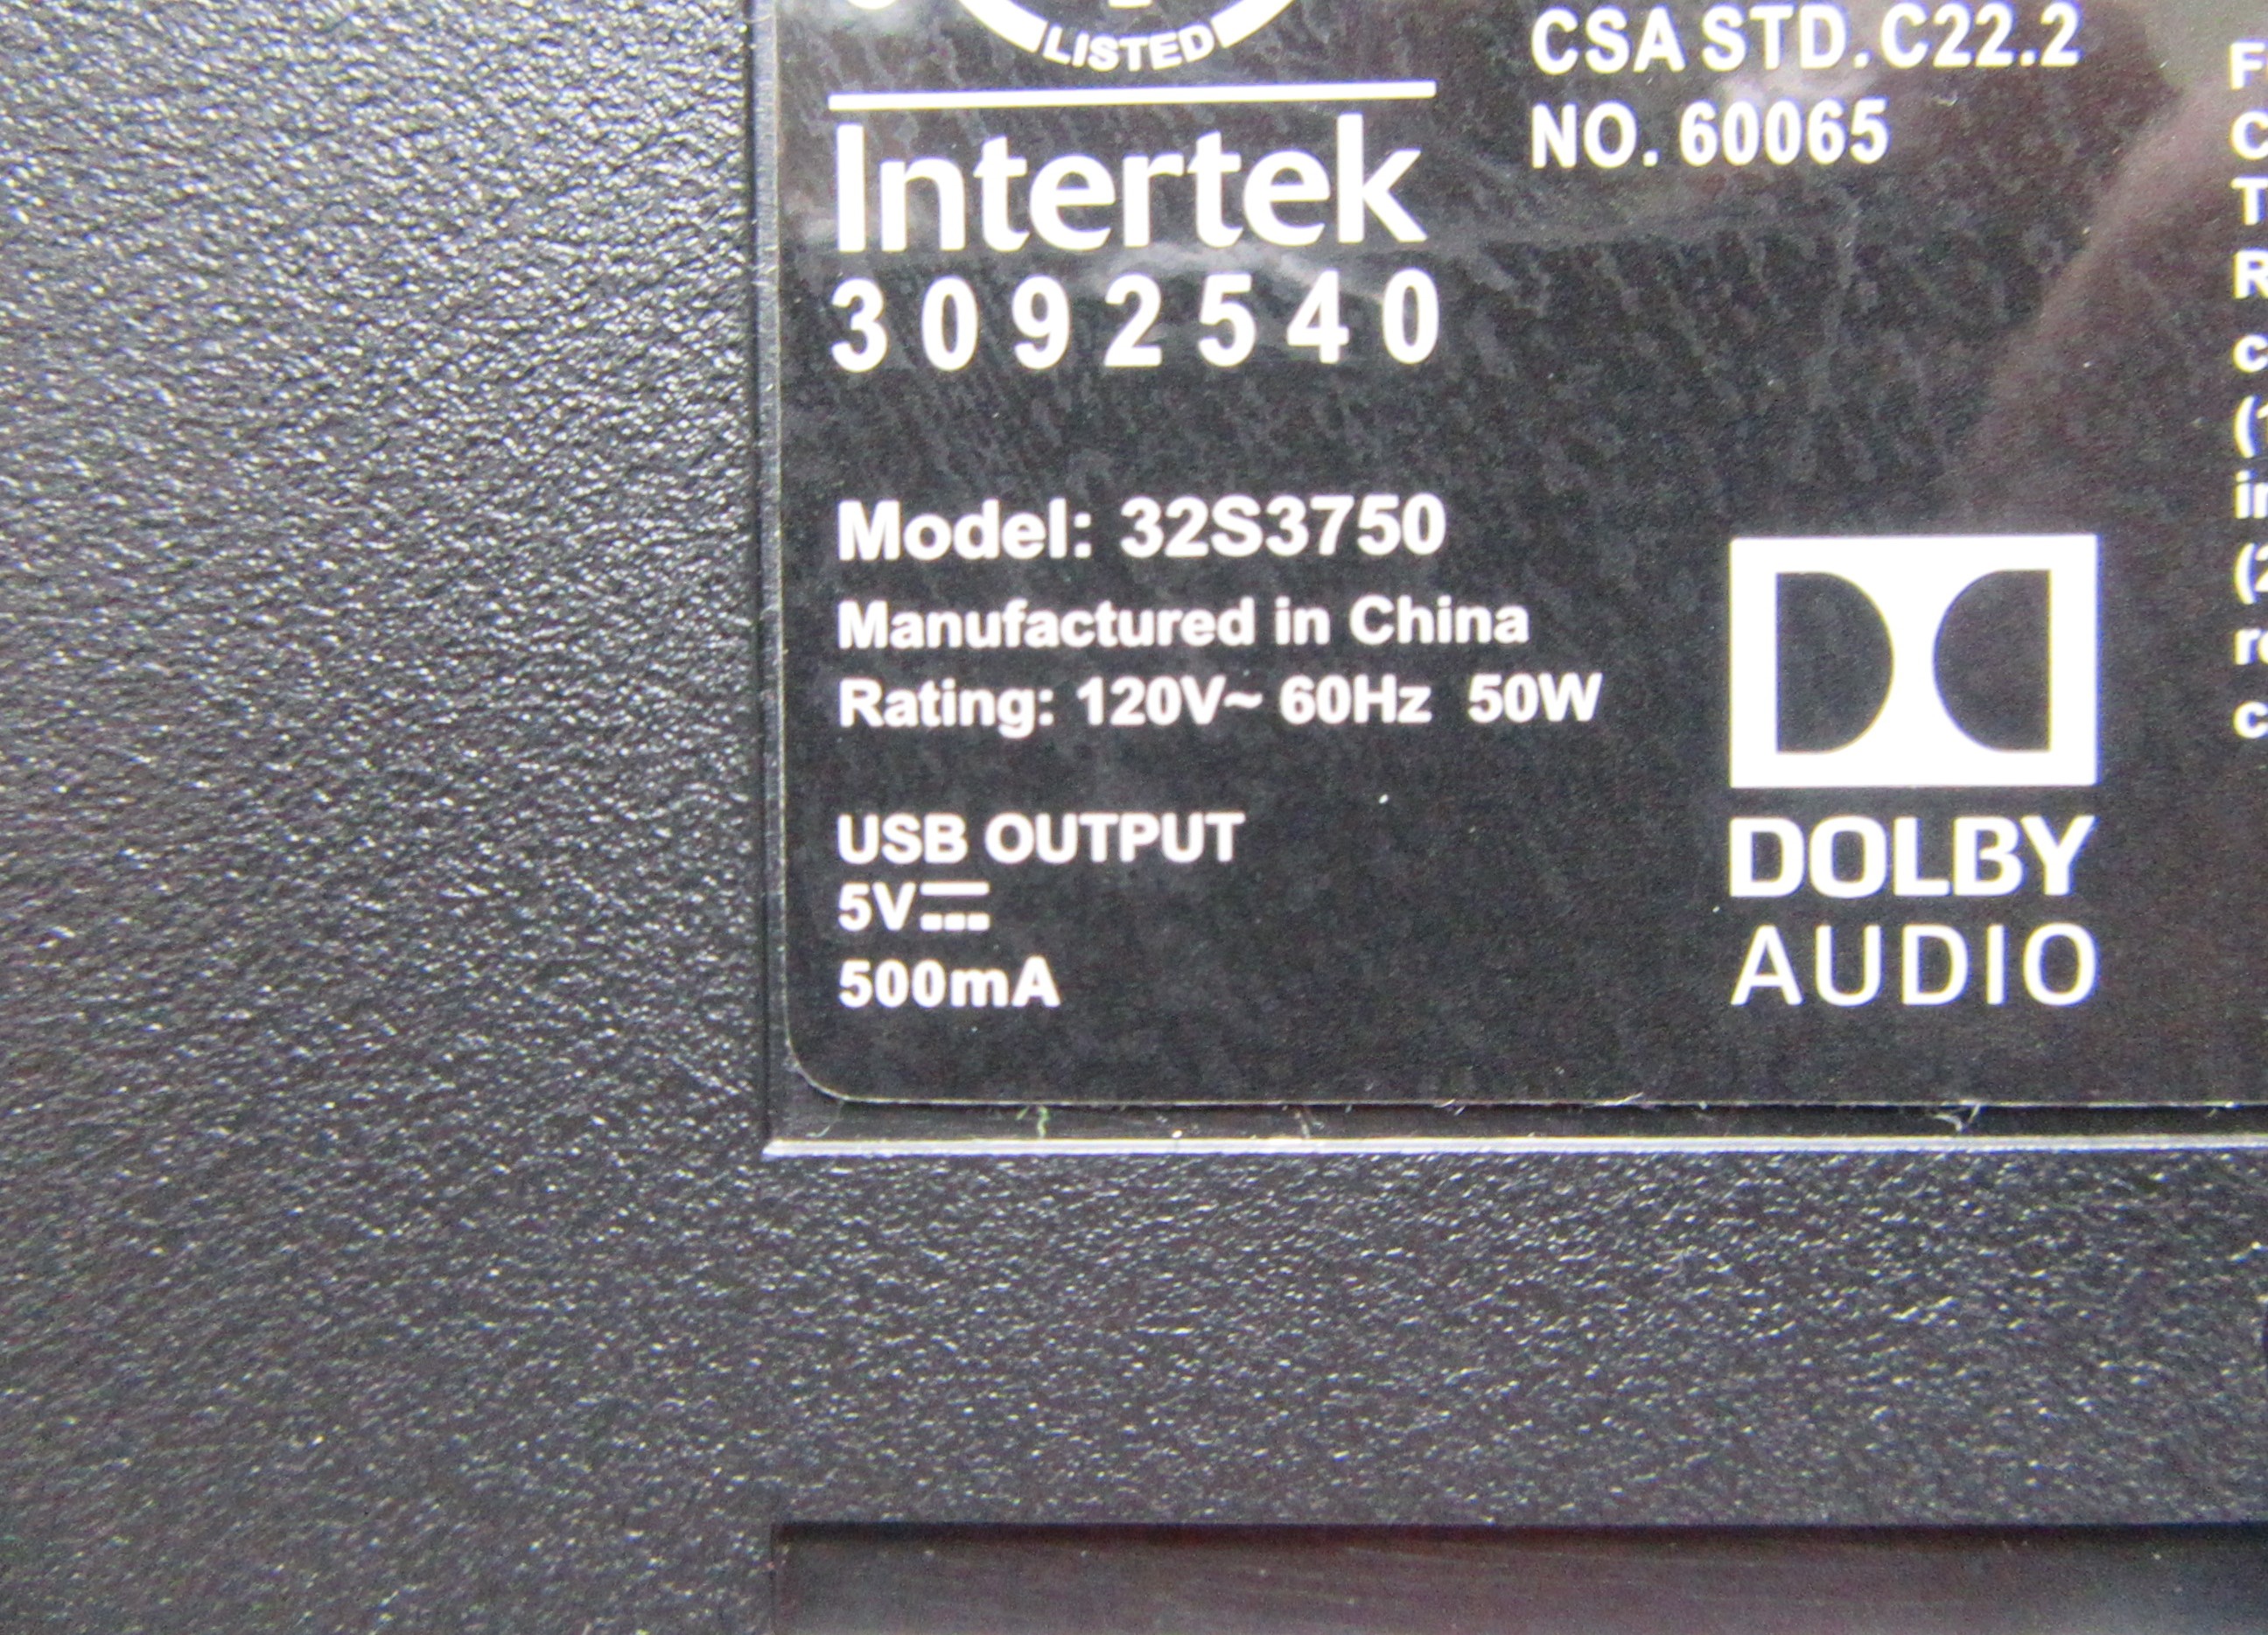 LISTED
Intertek
3092540
CSA STD.C22.2
NO. 60065
Model: 32S3750
Manufactured in China
Rating: 120V~ 60Hz 50W
USB OUTPUT
5V⎓
500mA
DOLBY
AUDIO